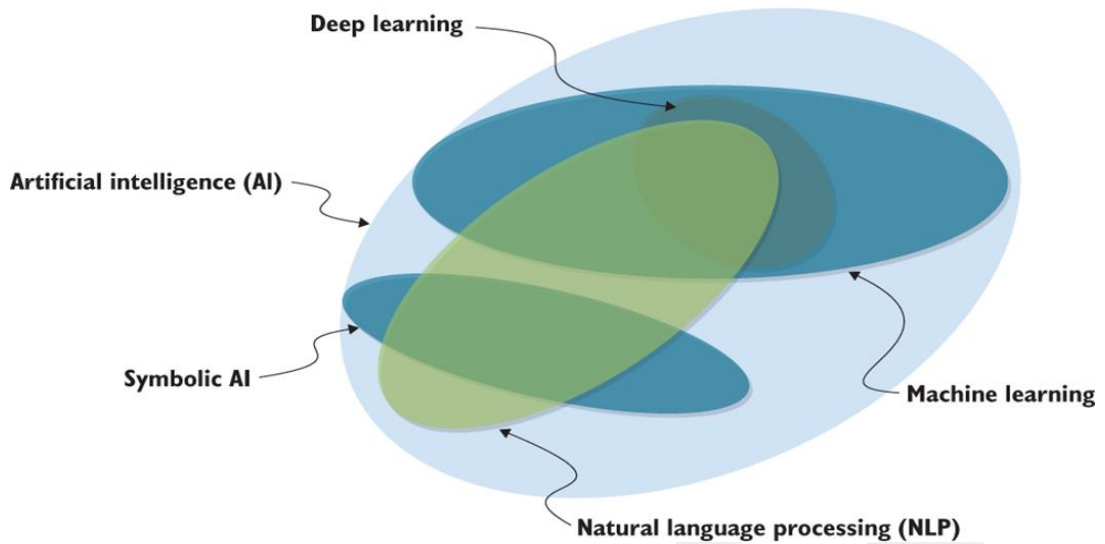 Deep learning
Artificial intelligence (AI)
Symbolic AI
Machine learning
Natural language processing (NLP)